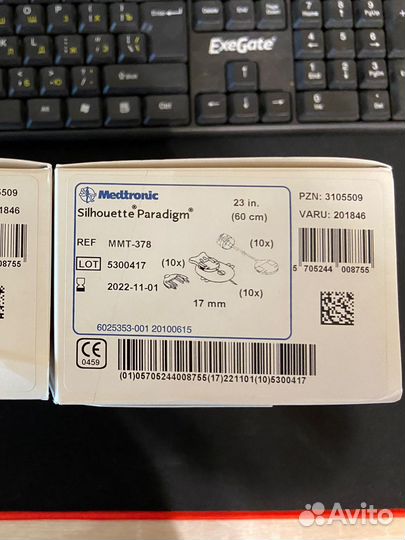 ExeGate
Medtronic
Silhouette® Paradigm®
23 in.
(60 cm)
REF MMT-378
(10x)
LOT 5300417 (10x)
2022-11-01
(10x)
17 mm
6025353-001 20100615
PZN: 3105509
VARU: 201846
5 705244 008755
CE
0459
(01)05705244008755(17)221101(10)5300417
5509
1846
8755
Avito